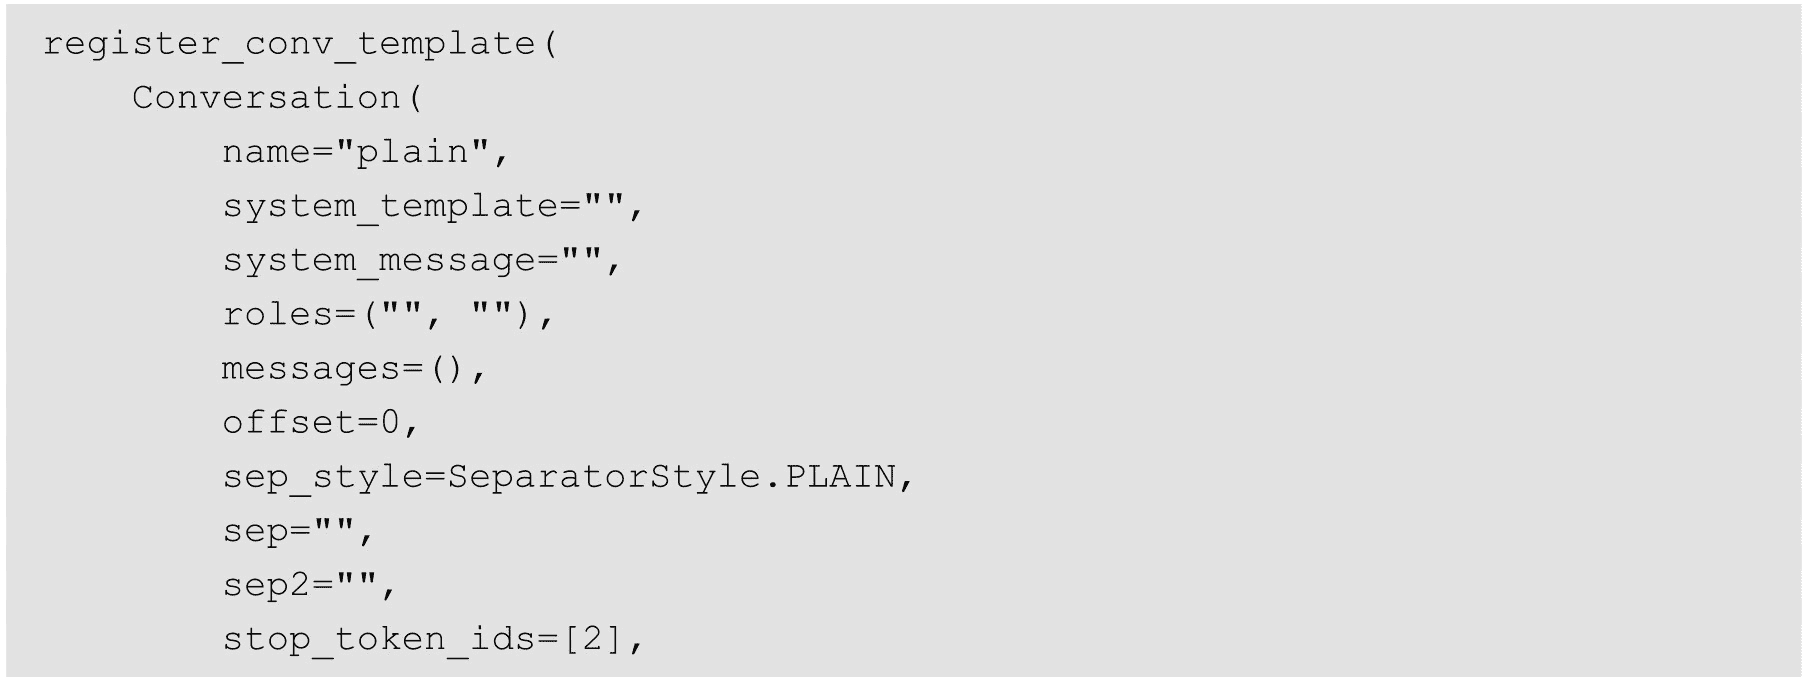 register_conv_template(
    Conversation(
        name="plain",
        system_template="",
        system_message="",
        roles=("", ""),
        messages=(),
        offset=0,
        sep_style=SeparatorStyle.PLAIN,
        sep="",
        sep2="",
        stop_token_ids=[2],